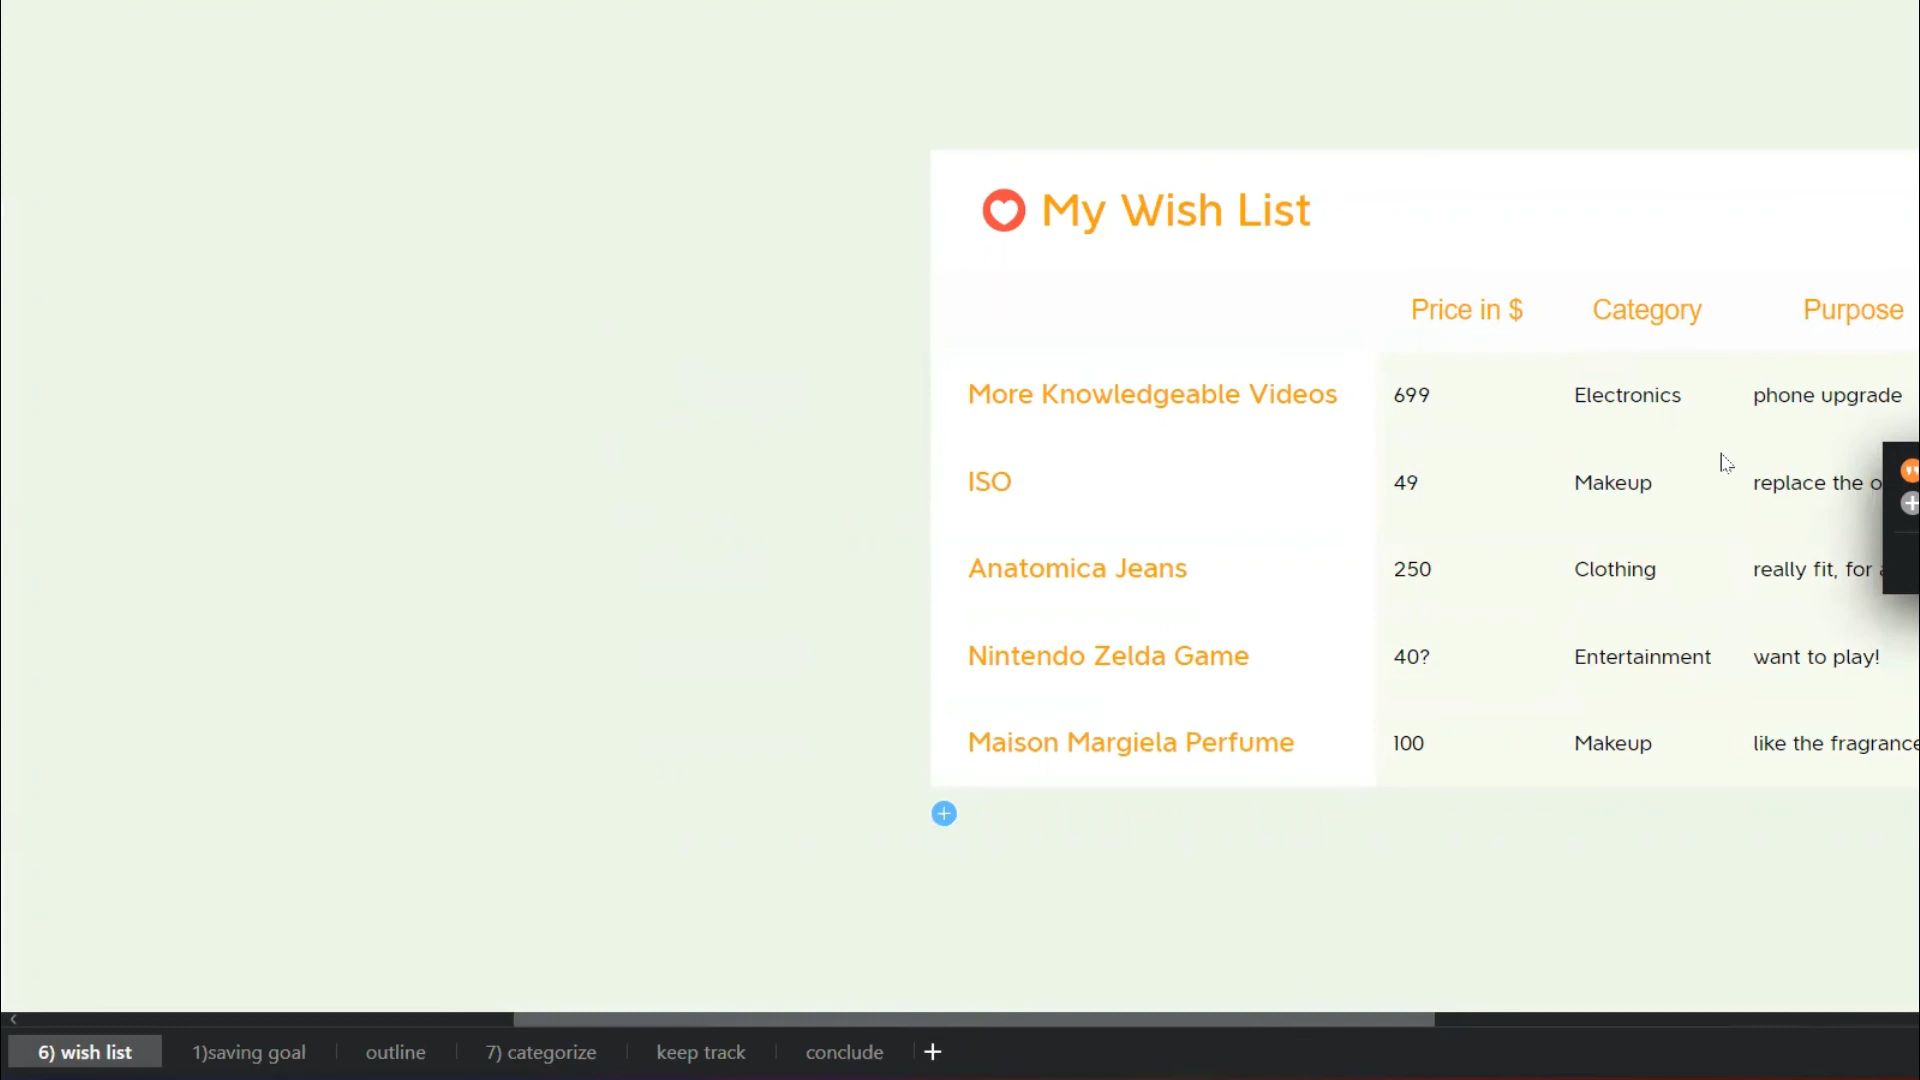 My Wish List
Price in $ Category Purpose
More Knowledgeable Videos 699 Electronics phone upgrade
ISO 49 Makeup replace the
Anatomica Jeans 250 Clothing really fit, for
Nintendo Zelda Game 40? Entertainment want to play!
Maison Margiela Perfume 100 Makeup like the fragrance
6) wish list 1)saving goal outline 7) categorize keep track conclude +